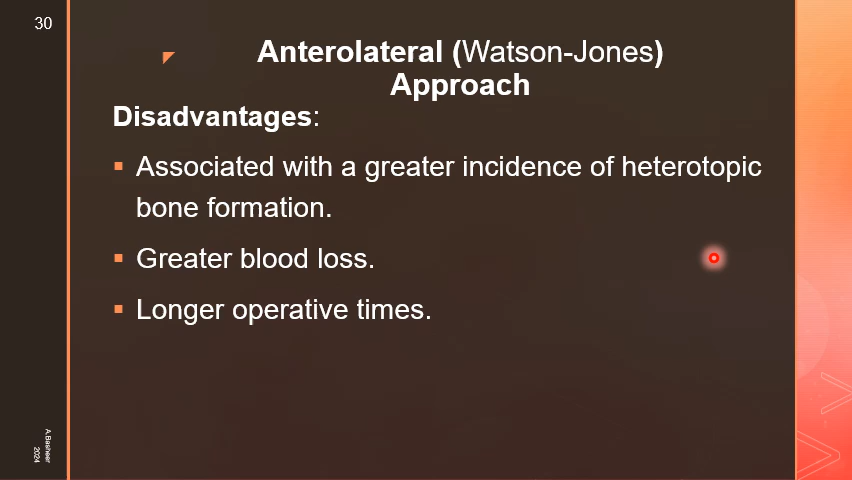 30
Anterolateral (Watson-Jones)
Approach
Disadvantages:
Associated with a greater incidence of heterotopic
bone formation.
Greater blood loss.
Longer operative times.
A.Basheer
2024